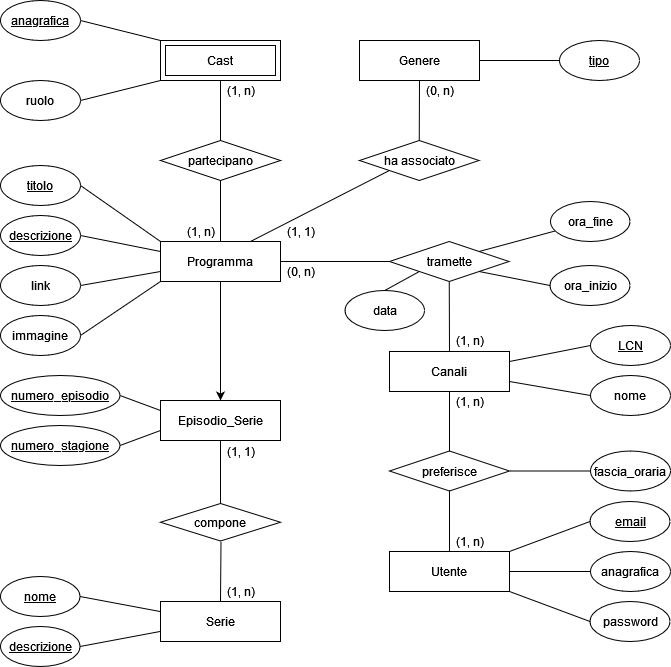 anagrafica
Cast
Genere
tipo
(1, n)
(0, n)
ruolo
partecipano
ha associato
titolo
(1, n)
(1, 1)
ora_fine
descrizione
Programma
tramette
(0, n)
link
ora_inizio
data
immagine
(1, n)
LCN
Canali
numero_episodio
nome
(1, n)
Episodio_Serie
numero_stagione
(1, 1)
preferisce
fascia_oraria
compone
email
(1, n)
Utente
anagrafica
nome
(1, n)
Serie
password
descrizione